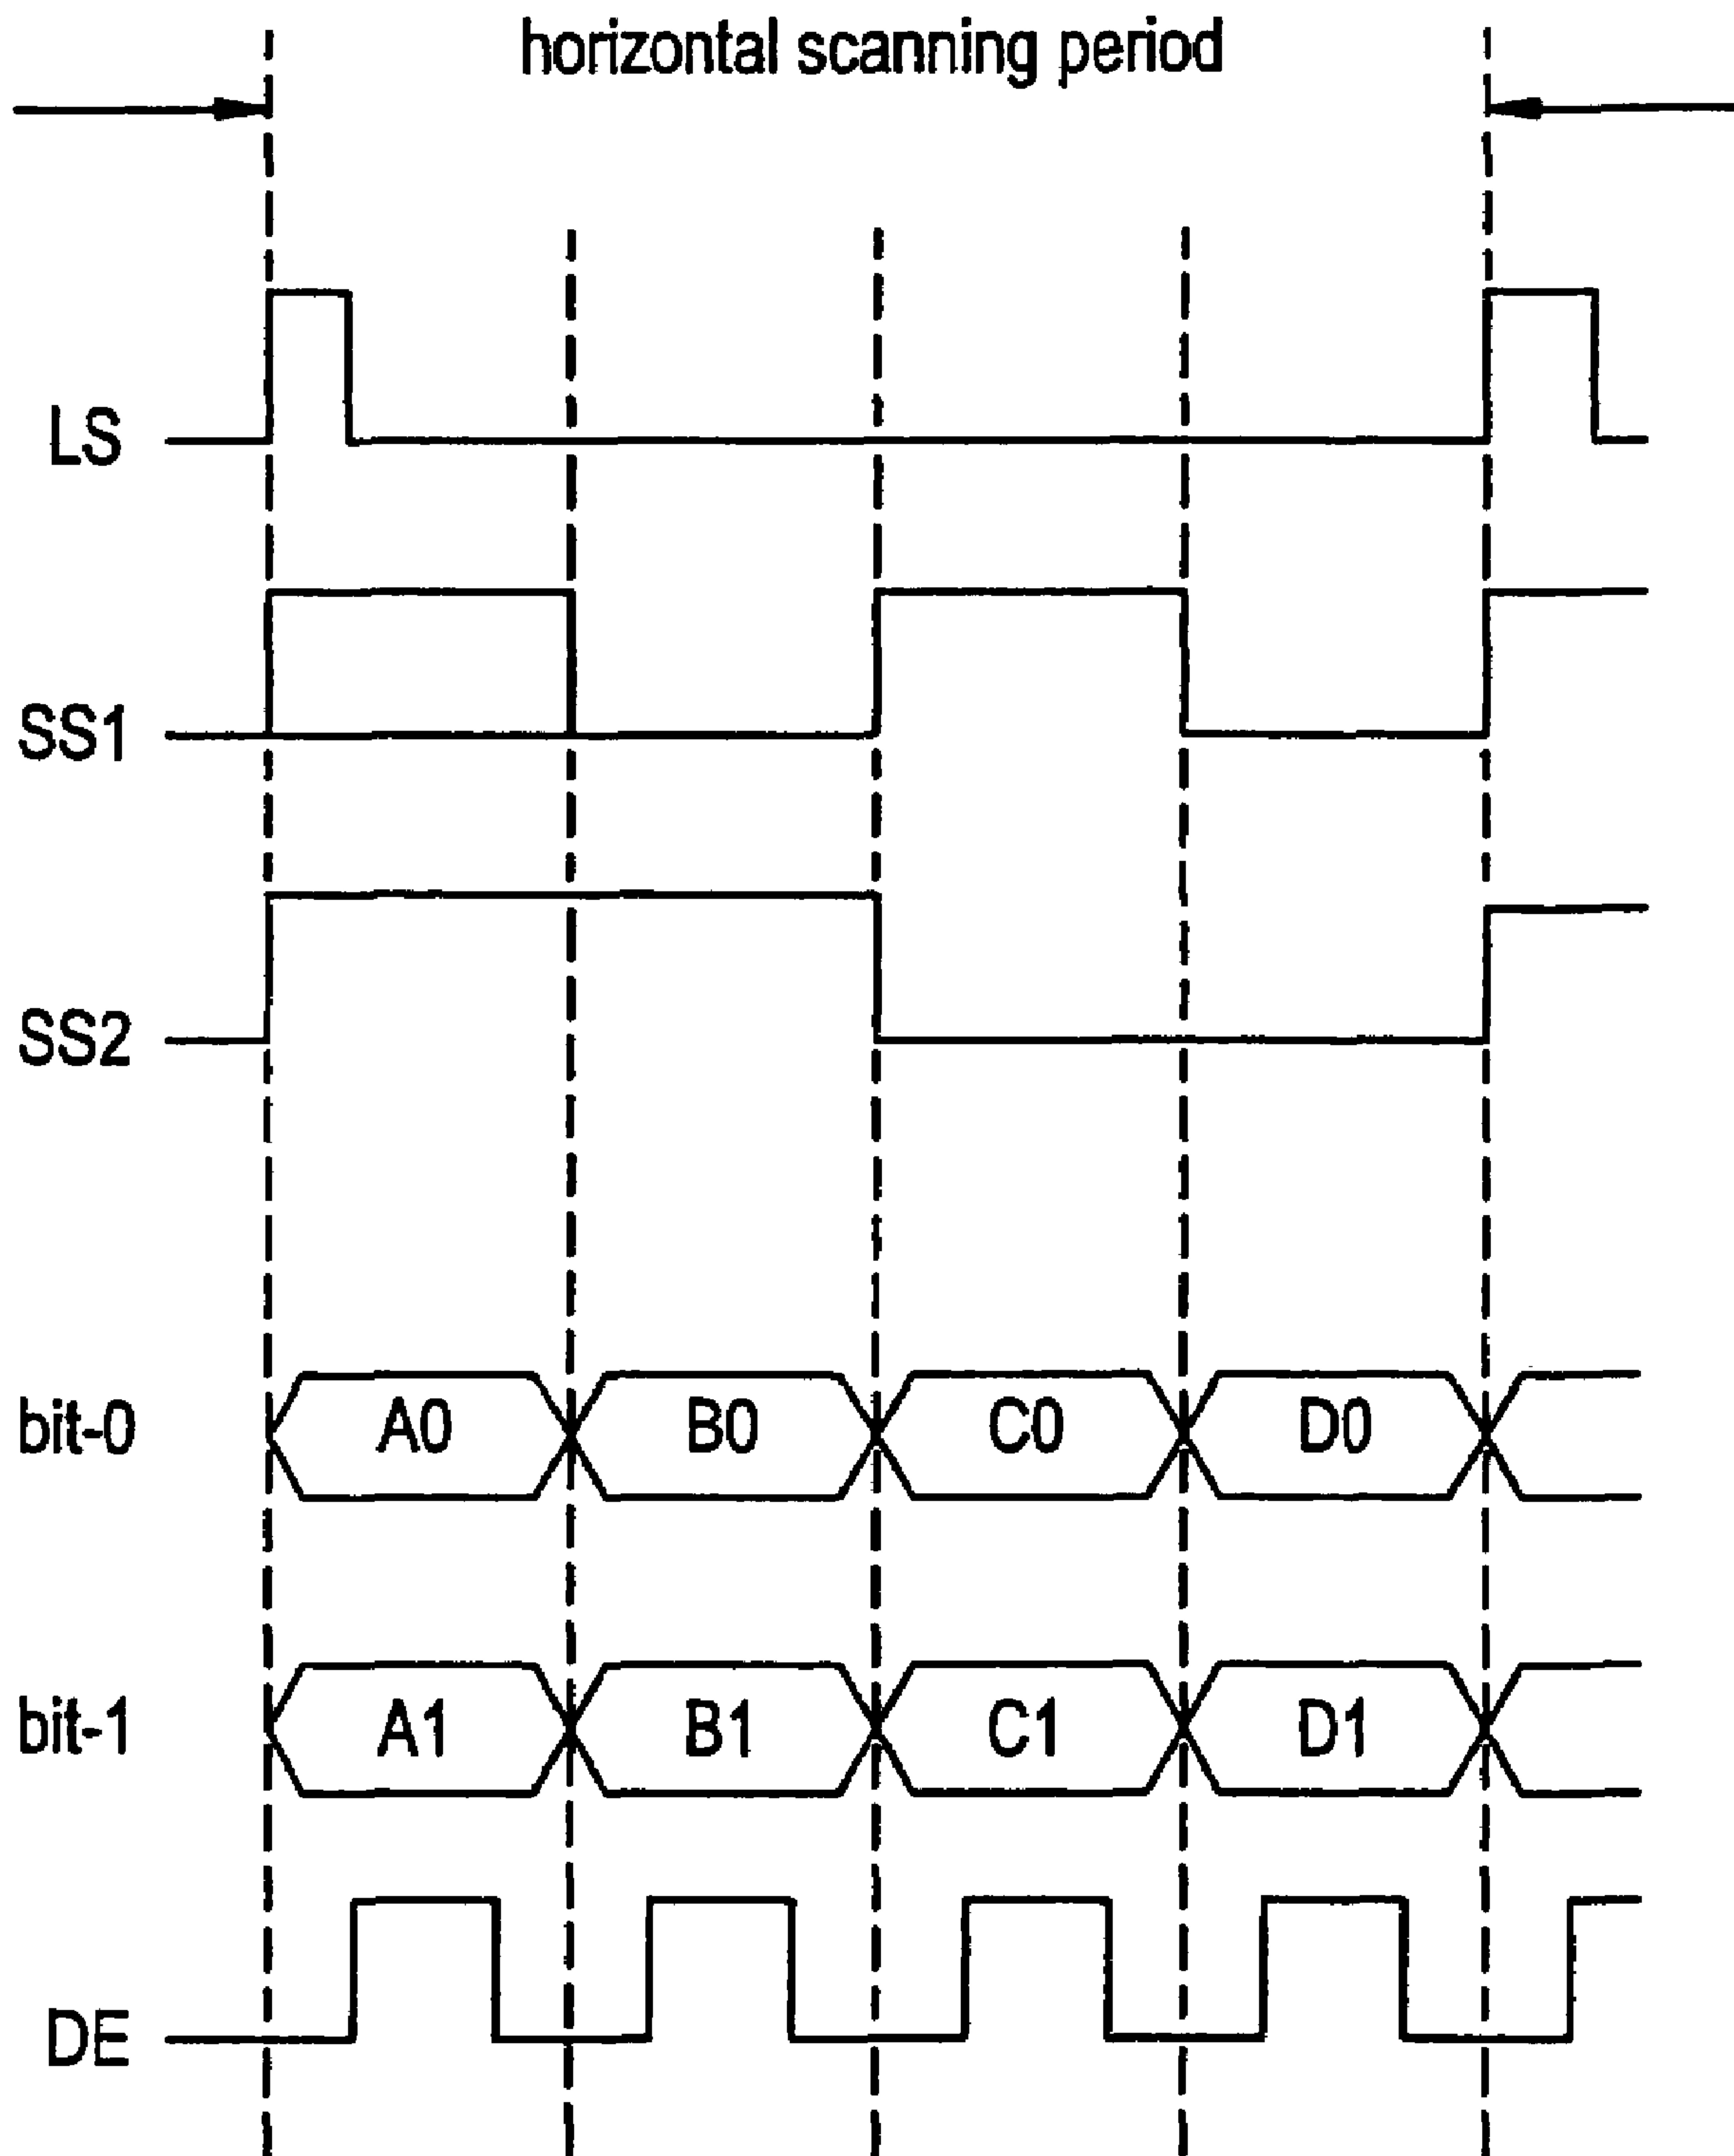 horizontal scanning period
LS
SS1
SS2
bit-0 A0 B0 C0 D0
bit-1 A1 B1 C1 D1
DE